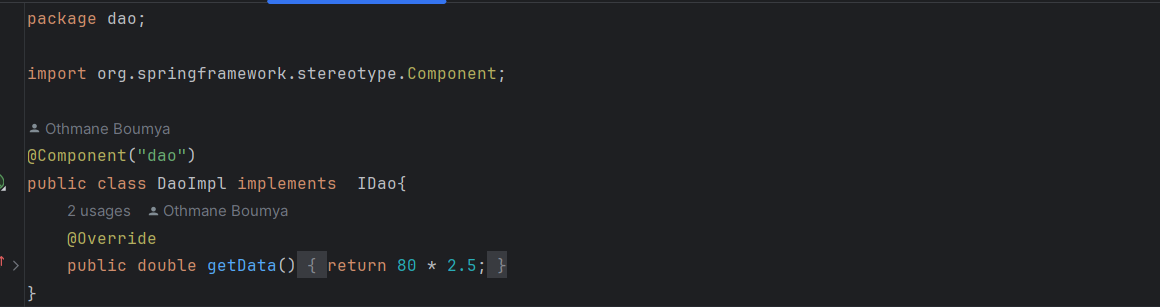 package dao;
import org.springframework.stereotype.Component;
Othmane Boumya
@Component("dao")
public class DaoImpl implements  IDao{
2 usages   Othmane Boumya
@Override
public double getData() { return 80 * 2.5; }
}